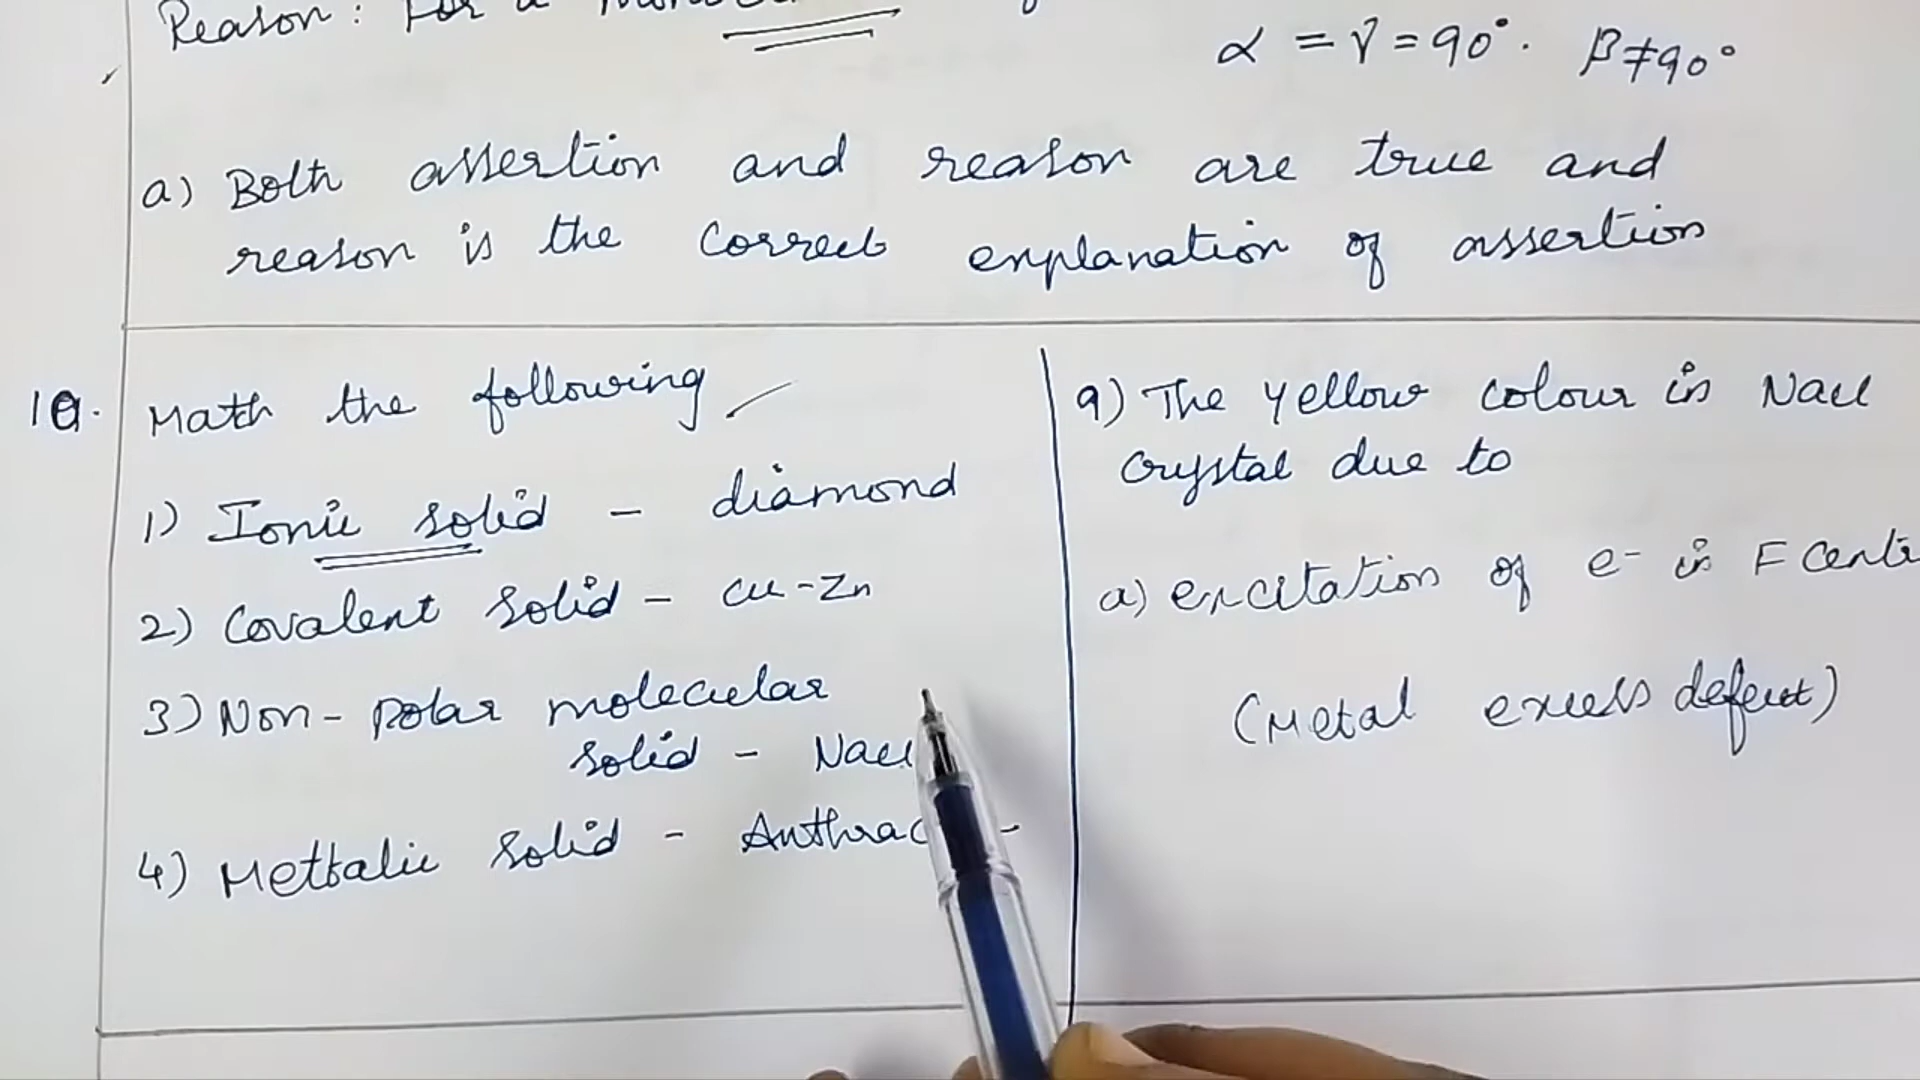 Reason: For a
α = γ = 90°. β ≠ 90°
a) Both assertion and reason are true and
reason is the correct explanation of assertion
10. Math the following
1) Ionic solid - diamond
2) Covalent solid - Cu-Zn
3) Non-polar molecular
solid - NaCl
4) Mettalic solid -
9) The yellow colour in NaCl
crystal due to
a) excitation of e- in F
(Metal excess defect)